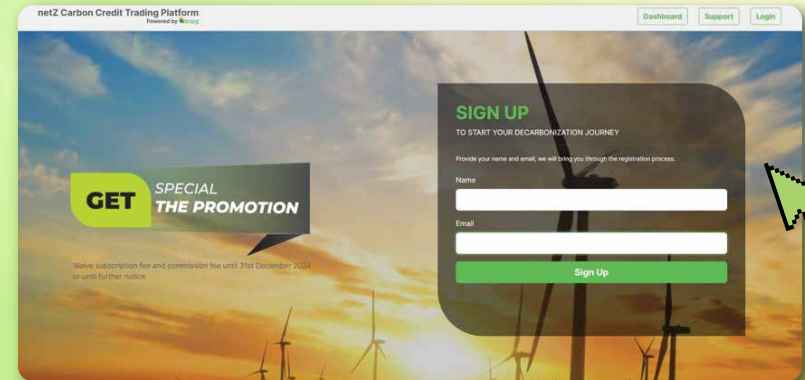 netZ Carbon Credit Trading Platform
Powered by bcpg
Dashboard Support Login
GET SPECIAL
THE PROMOTION
Waive subscription fee and commission fee until 31st December 2024
or until further notice
SIGN UP
TO START YOUR DECARBONIZATION JOURNEY
Provide your name and email, we will bring you through the registration process.
Name
Email
Sign Up